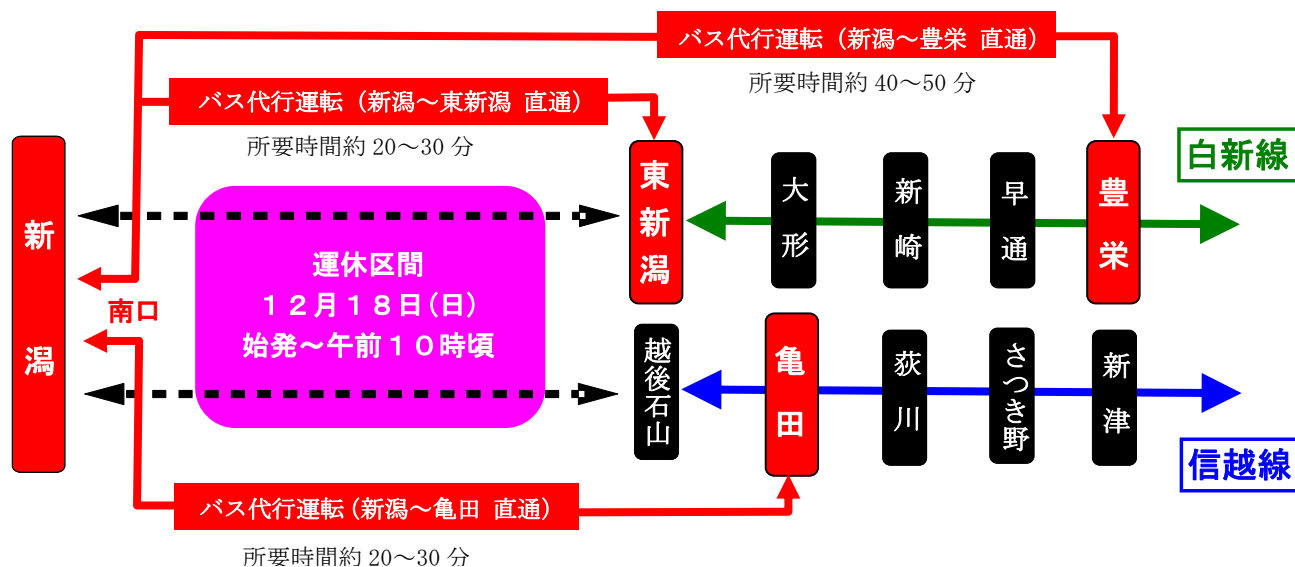 バス代行運転（新潟～豊栄 直通）
所要時間約 40～50 分
バス代行運転（新潟～東新潟 直通）
所要時間約 20～30 分
白新線
新潟
東新潟
大形
新崎
早通
豊栄
運休区間
１２月１８日(日)
始発～午前１０時頃
南口
越後石山
亀田
荻川
さつき野
新津
信越線
バス代行運転（新潟～亀田 直通）
所要時間約 20～30 分